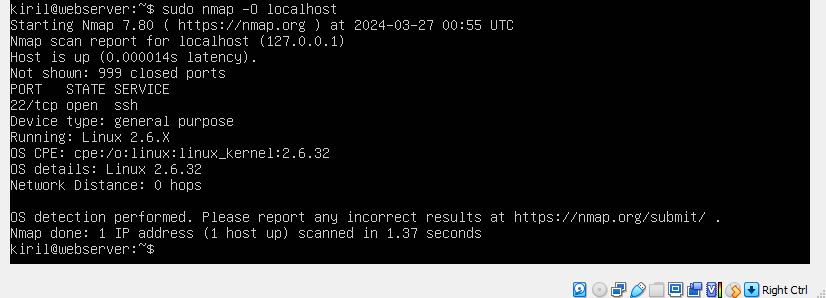 kiril@webserver:~$ sudo nmap -O localhost
Starting Nmap 7.80 ( https://nmap.org ) at 2024-03-27 00:55 UTC
Nmap scan report for localhost (127.0.0.1)
Host is up (0.000014s latency).
Not shown: 999 closed ports
PORT   STATE SERVICE
22/tcp open  ssh
Device type: general purpose
Running: Linux 2.6.X
OS CPE: cpe:/o:linux:linux_kernel:2.6.32
OS details: Linux 2.6.32
Network Distance: 0 hops

OS detection performed. Please report any incorrect results at https://nmap.org/submit/ .
Nmap done: 1 IP address (1 host up) scanned in 1.37 seconds
kiril@webserver:~$
Right Ctrl